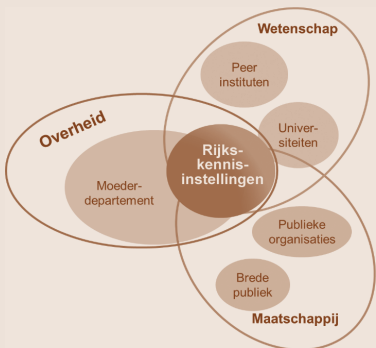 Wetenschap
Peer
instituten
Overheid
Univer-
siteiten
Rijks-
kennis-
instellingen
Moeder-
departement
Publieke
organisaties
Brede
publiek
Maatschappij